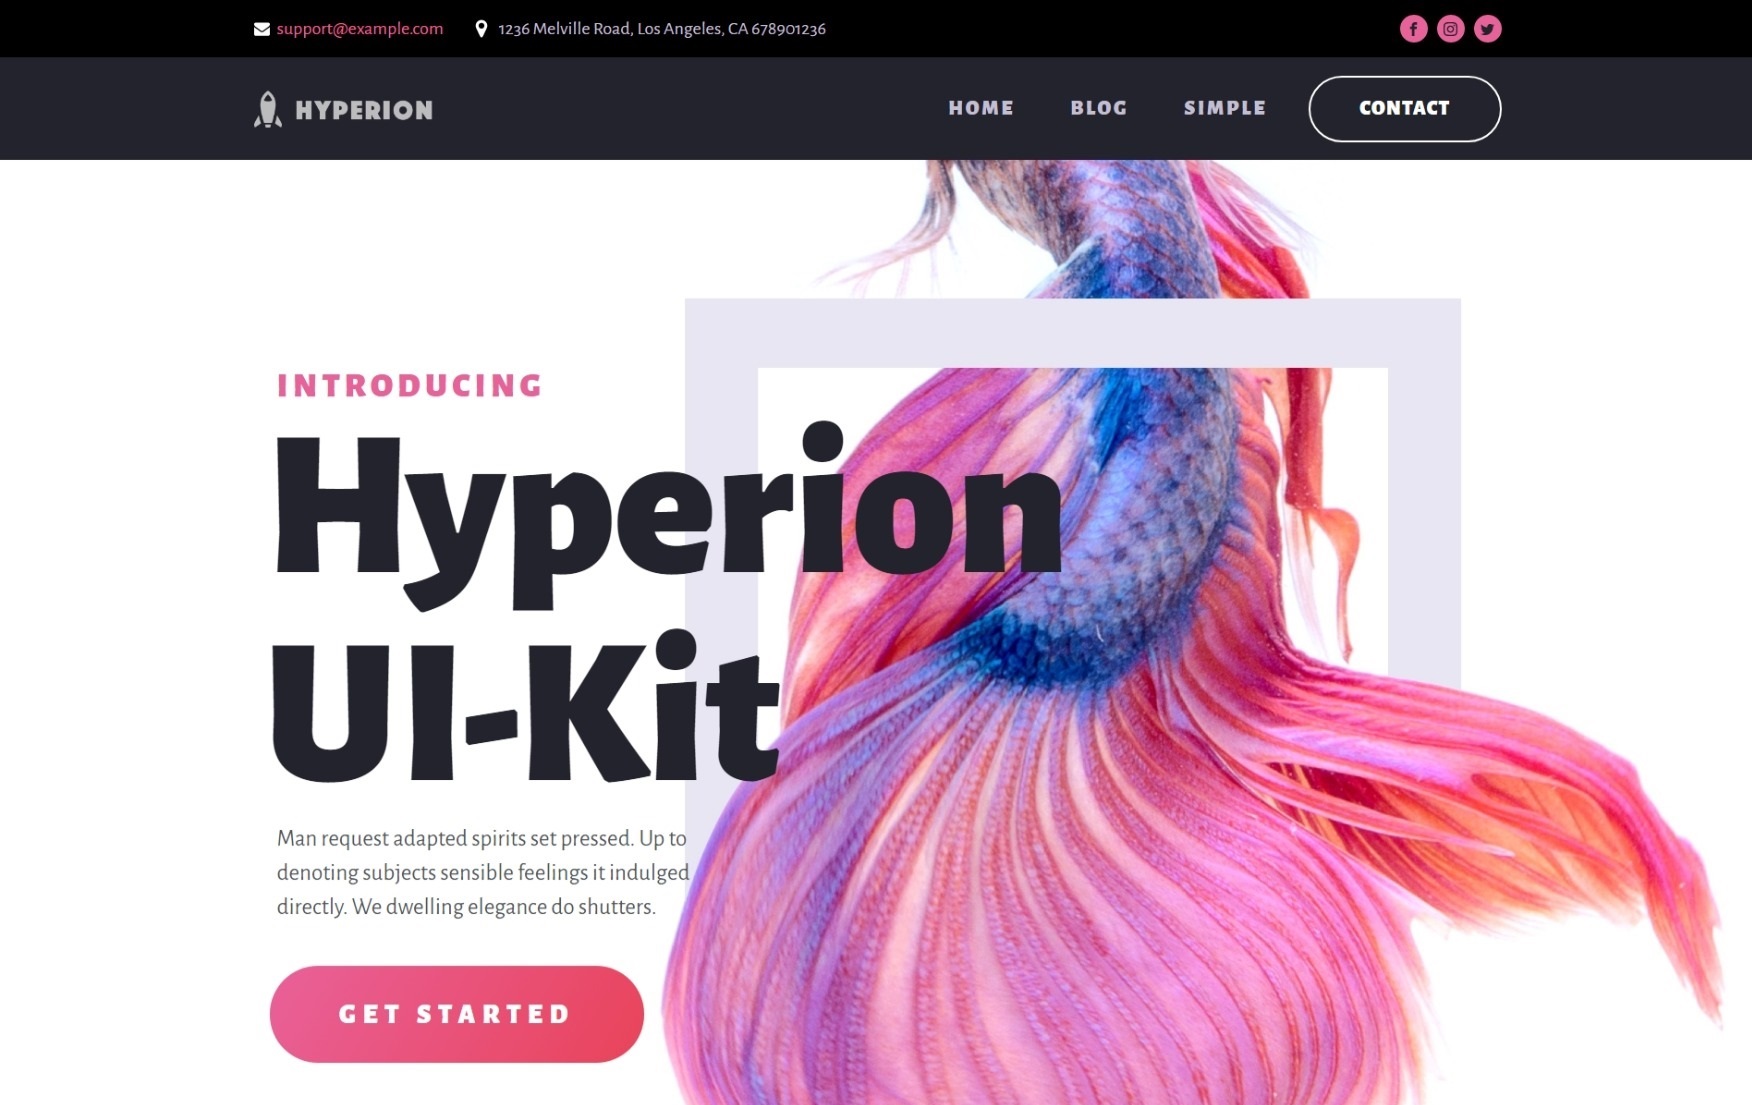 support@example.com
1236 Melville Road, Los Angeles, CA 678901236
HYPERION
HOME
BLOG
SIMPLE
CONTACT
INTRODUCING
Hyperion
UI-Kit
Man request adapted spirits set pressed. Up to
denoting subjects sensible feelings it indulged
directly. We dwelling elegance do shutters.
GET STARTED